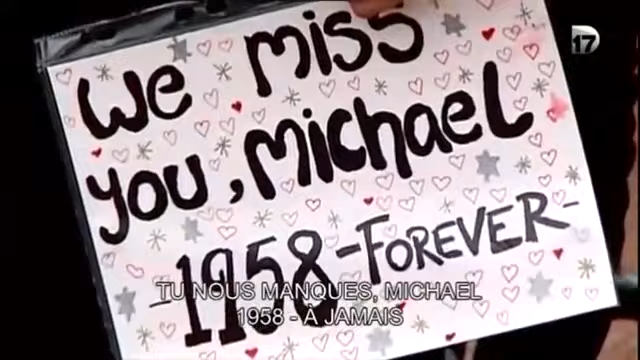 We miss
you, Michael
-1958-FOREVER-
TU NOUS MANQUES, MICHAEL
1958 - À JAMAIS
D
17